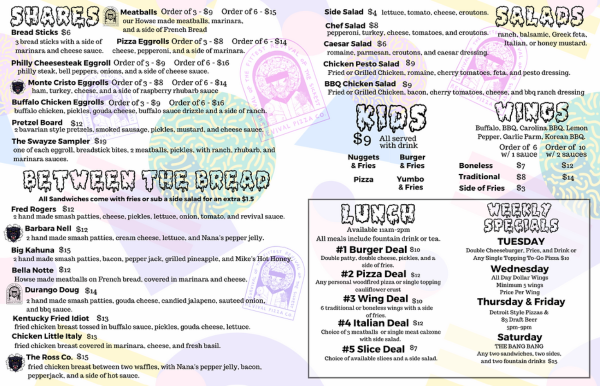 SHARES
Meatballs Order of 3 - $9 Order of 6 - $15
our Howse made meatballs, marinara,
and a side of French Bread
Bread Sticks $6
3 bread sticks with a side of
marinara and cheese sauce.
Pizza Eggrolls Order of 3 - $8 Order of 6 - $14
cheese, pepperoni, and a side of marinara.
Philly Cheesesteak Eggroll Order of 3 - $9 Order of 6 - $16
philly steak, bell peppers, onions, and a side of cheese sauce.
Monte Cristo Eggrolls Order of 3 - $8 Order of 6 - $14
ham, turkey, cheese, and a side of raspberry rhubarb sauce
Buffalo Chicken Eggrolls Order of 3 - $9 Order of 6 - $16
buffalo chicken, pickles, gouda cheese, buffalo sauce drizzle and a side of ranch.
Pretzel Board $12
2 bavarian style pretzels, smoked sausage, pickles, mustard, and cheese sauce.
The Swayze Sampler $19
one of each eggroll, breadstick bites, 2 meatballs, pickles, with ranch, rhubarb, and
marinara sauces.
BETWEEN THE BREAD
All Sandwiches come with fries or sub a side salad for an extra $1.5
Fred Rogers $12
2 hand made smash patties, cheese, pickles, lettuce, onion, tomato, and revival sauce.
Barbara Nell $12
2 hand made smash patties, cream cheese, lettuce, and Nana's pepper jelly.
Big Kahuna $15
2 hand made smash patties, bacon, pepper jack, grilled pineapple, and Mike's Hot Honey
Bella Notte $12
Howse made meatballs on French bread, covered in marinara and cheese.
Durango Doug $14
2 hand made smash patties, gouda cheese, candied jalapeno, sauteed onion,
and bbq sauce.
Kentucky Fried Idiot $13
fried chicken breast tossed in buffalo sauce, pickles, gouda cheese, lettuce.
Chicken Little Italy $13
fried chicken breast covered in marinara, cheese, and fresh basil.
The Ross Co. $15
fried chicken breast between two waffles, with Nana's pepper jelly, bacon,
pepperjack, and a side of hot sauce.
SALADS
Side Salad $4 lettuce, tomato, cheese, croutons.
Chef Salad $8
pepperoni, turkey, cheese, tomatoes, and croutons.
Caesar Salad $6
romaine, parmesan, croutons, and caesar dressing.
ranch, balsamic, Greek feta,
Italian, or honey mustard.
Chicken Pesto Salad $9
Fried or Grilled Chicken, romaine, cherry tomatoes, feta, and pesto dressing.
BBQ Chicken Salad $9
Fried or Grilled Chicken, bacon, cherry tomatoes, cheese, and bbq ranch dressing
KIDS
$9 All served
with drink
Nuggets
& Fries
Burger
& Fries
Pizza
Yumbo
& Fries
WINGS
Buffalo, BBQ, Carolina BBQ, Lemon
Pepper, Garlic Parm, Korean BBQ.
Order of 6 Order of 10
w/ 1 sauce w/ 2 sauces
Boneless $7 $12
Traditional $8 $14
Side of Fries $3
LUNCH
Available 11am-2pm
All meals include fountain drink or tea.
#1 Burger Deal $10
Double patty, double cheese, pickle, and a
side of fries.
#2 Pizza Deal $12
Any personal woodfired pizza or single topping
cauliflower crust
#3 Wing Deal $10
6 traditional or boneless wings with a side
of fries.
#4 Italian Deal $12
Choice of 3 meatballs or single meat calzone
with side salad.
#5 Slice Deal $7
Choice of available slices and a side salad.
WEEKLY
SPECIALS
TUESDAY
Double Cheeseburger, Fries, and Drink or
Any Single Topping To-Go Pizza $10
Wednesday
All Day Dollar Wings
Minimum 5 wings
Price Per Wing
Thursday & Friday
Detroit Style Pizzas &
$3 Draft Beer
5pm-9pm
Saturday
THE BANG BANG
Any two sandwiches, two sides,
and two fountain drinks $25